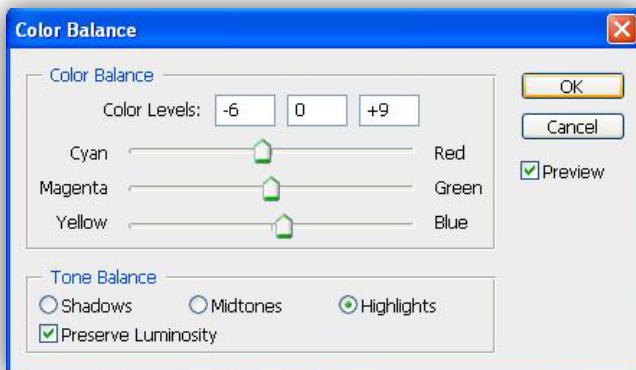 Color Balance
Color Balance
Color Levels: -6 0 +9
Cyan Red
Magenta Green
Yellow Blue
OK
Cancel
Preview
Tone Balance
Shadows Midtones Highlights
Preserve Luminosity